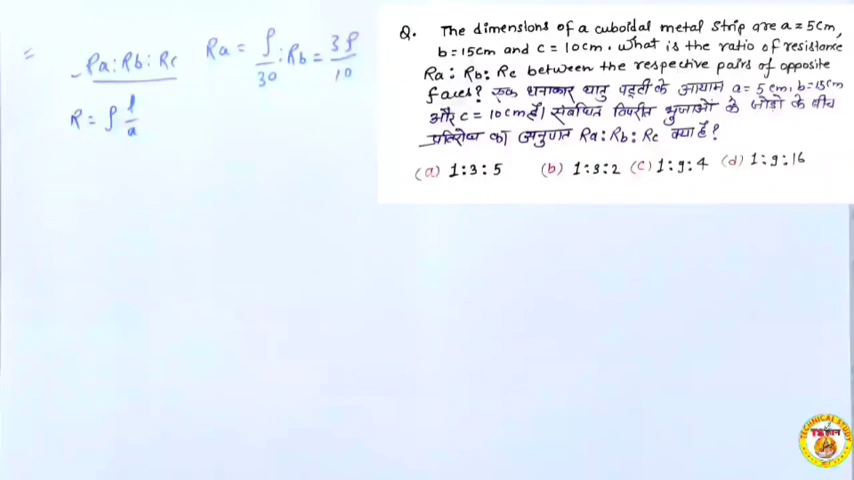 =
Ra : Rb : Rc
R = ρ l/a
Ra = ρ/30 : Rb = 3ρ/10
Q. The dimensions of a cuboidal metal strip are a = 5cm,
b = 15cm and c = 10cm. What is the ratio of resistance
Ra : Rb : Rc between the respective pairs of opposite
faces? एक घनाकार धातु पट्टी के आयाम a = 5cm, b = 15cm
और c = 10cm हैं। संबंधित विपरीत भुजाओं के जोड़ो के बीच
प्रतिरोध का अनुपात Ra : Rb : Rc क्या है ?
(a) 1:3:5 (b) 1:3:2 (c) 1:9:4 (d) 1:9:16
TECHNICAL STUDY